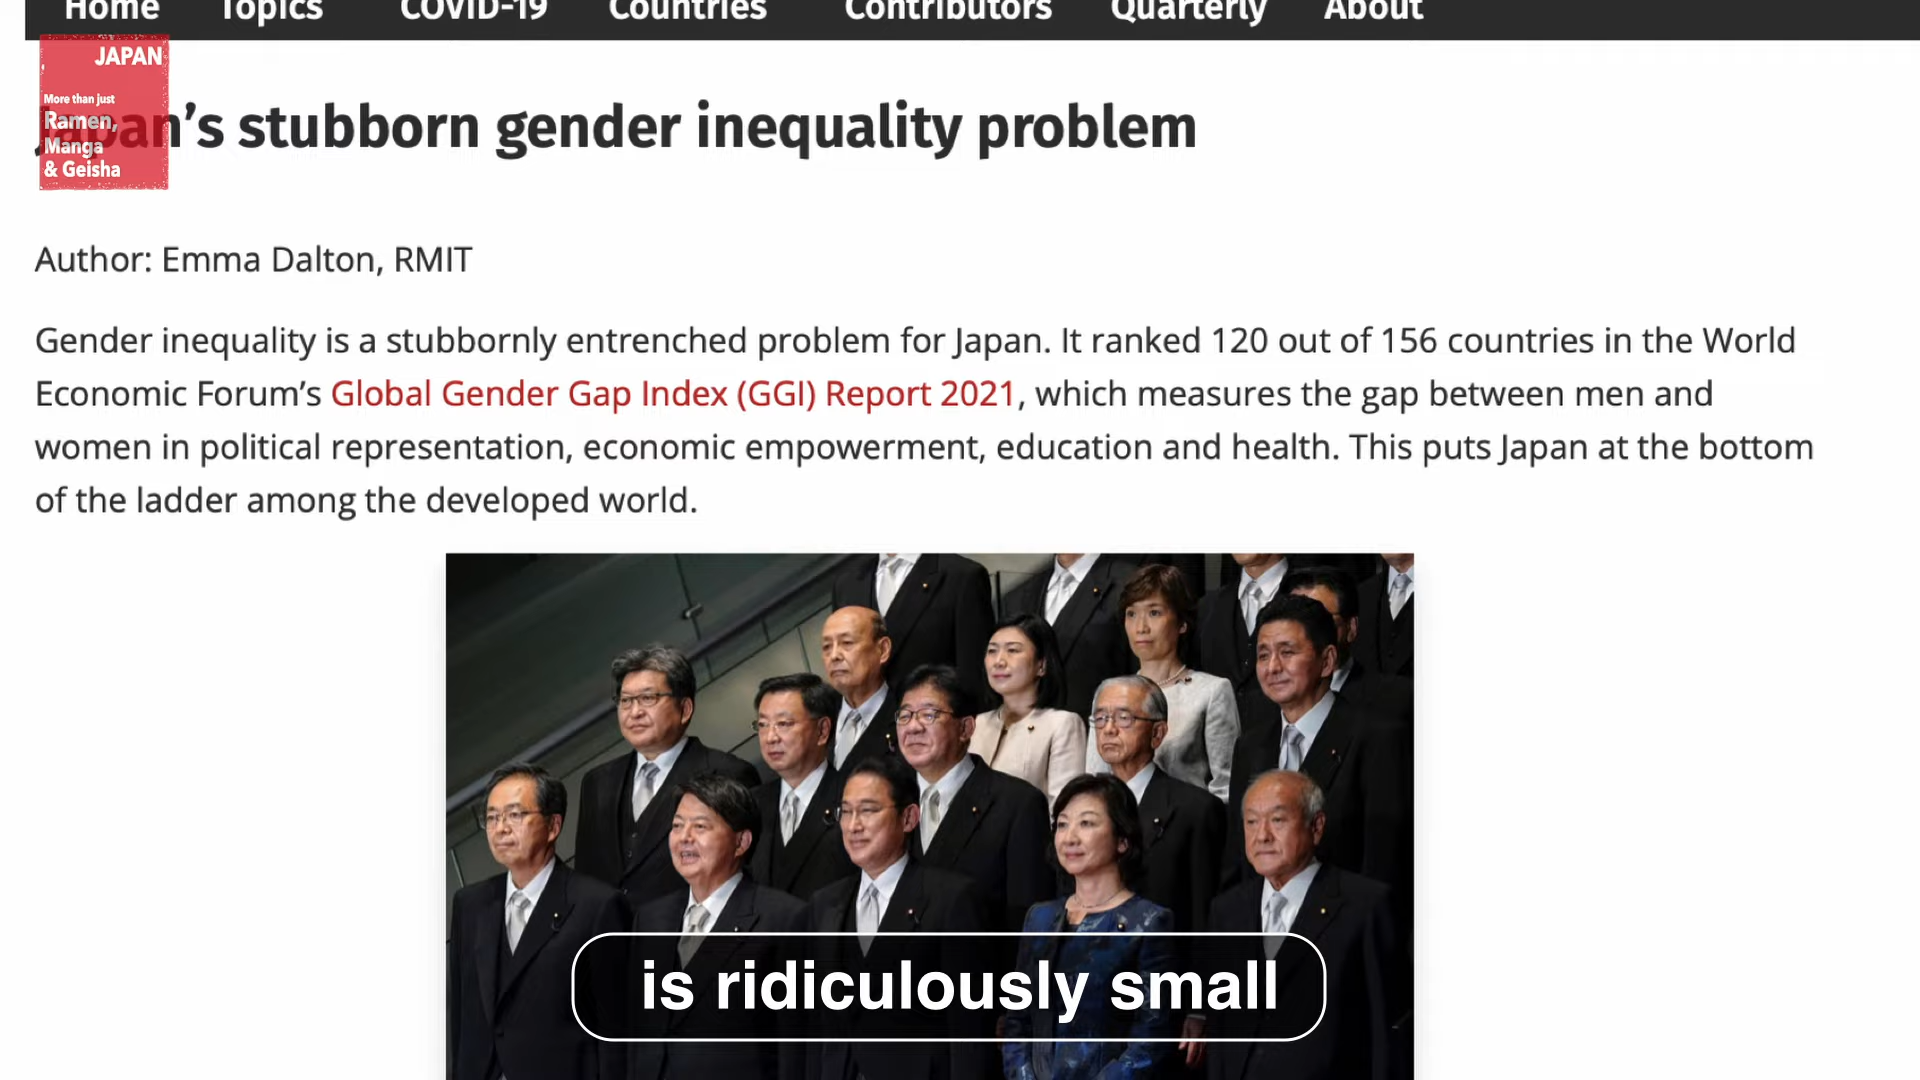 Home Topics COVID-19 Countries Contributors Quarterly About
JAPAN
More than just
Ramen,
Manga
& Geisha
Japan's stubborn gender inequality problem
Author: Emma Dalton, RMIT
Gender inequality is a stubbornly entrenched problem for Japan. It ranked 120 out of 156 countries in the World
Economic Forum's Global Gender Gap Index (GGI) Report 2021, which measures the gap between men and
women in political representation, economic empowerment, education and health. This puts Japan at the bottom
of the ladder among the developed world.
is ridiculously small